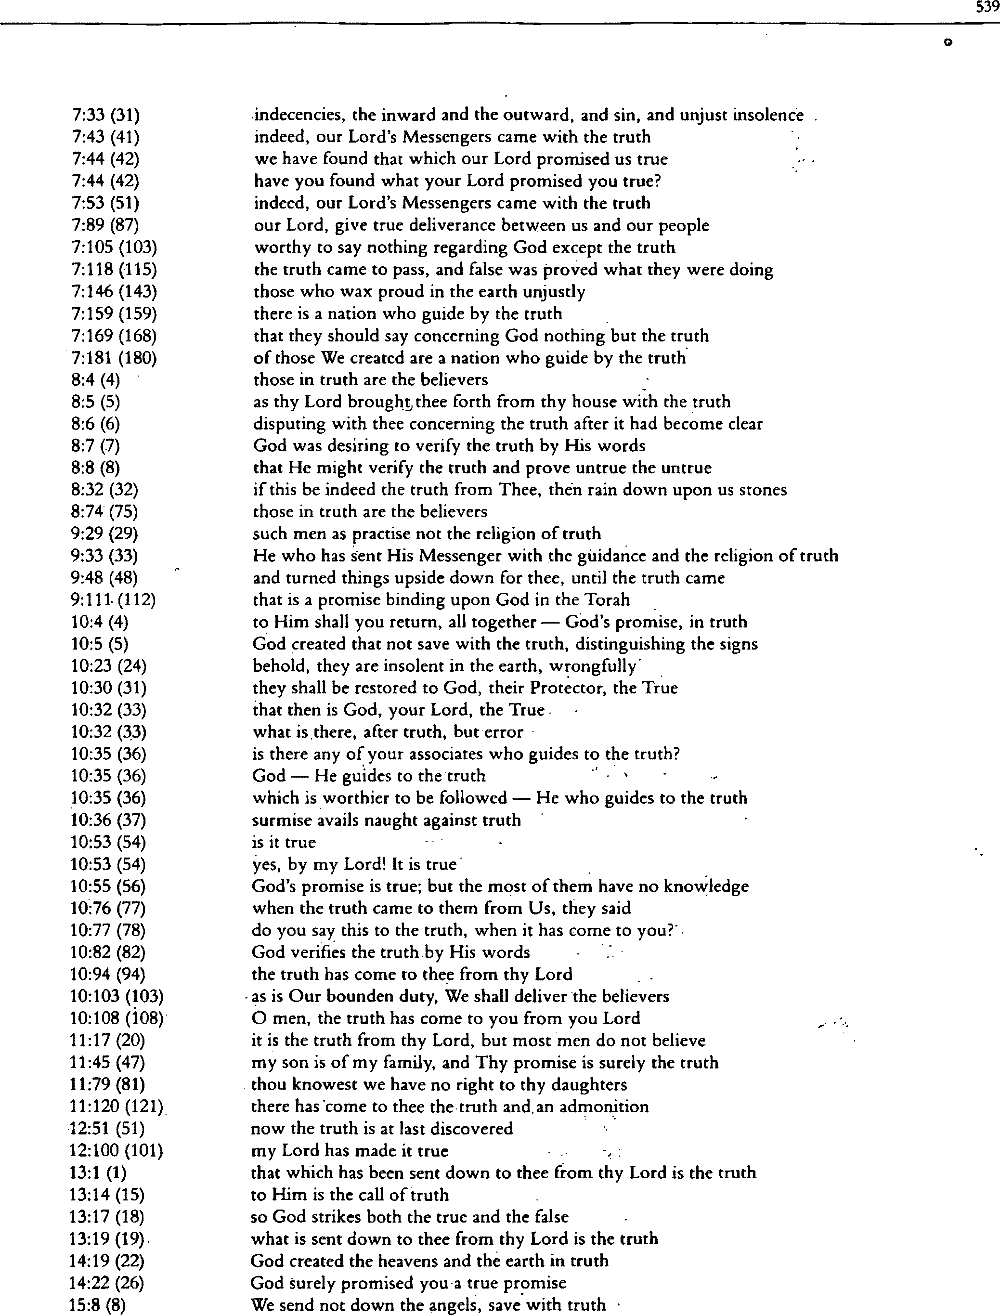 539
7:33 (31) indecencies, the inward and the outward, and sin, and unjust insolence
7:43 (41) indeed, our Lord's Messengers came with the truth
7:44 (42) we have found that which our Lord promised us true
7:44 (42) have you found what your Lord promised you true?
7:53 (51) indeed, our Lord's Messengers came with the truth
7:89 (87) our Lord, give true deliverance between us and our people
7:105 (103) worthy to say nothing regarding God except the truth
7:118 (115) the truth came to pass, and false was proved what they were doing
7:146 (143) those who wax proud in the earth unjustly
7:159 (159) there is a nation who guide by the truth
7:169 (168) that they should say concerning God nothing but the truth
7:181 (180) of those We created are a nation who guide by the truth
8:4 (4) those in truth are the believers
8:5 (5) as thy Lord brought thee forth from thy house with the truth
8:6 (6) disputing with thee concerning the truth after it had become clear
8:7 (7) God was desiring to verify the truth by His words
8:8 (8) that He might verify the truth and prove untrue the untrue
8:32 (32) if this be indeed the truth from Thee, then rain down upon us stones
8:74 (75) those in truth are the believers
9:29 (29) such men as practise not the religion of truth
9:33 (33) He who has sent His Messenger with the guidance and the religion of truth
9:48 (48) and turned things upside down for thee, until the truth came
9:111 (112) that is a promise binding upon God in the Torah
10:4 (4) to Him shall you return, all together — God's promise, in truth
10:5 (5) God created that not save with the truth, distinguishing the signs
10:23 (24) behold, they are insolent in the earth, wrongfully
10:30 (31) they shall be restored to God, their Protector, the True
10:32 (33) that then is God, your Lord, the True
10:32 (33) what is there, after truth, but error
10:35 (36) is there any of your associates who guides to the truth?
10:35 (36) God — He guides to the truth
10:35 (36) which is worthier to be followed — He who guides to the truth
10:36 (37) surmise avails naught against truth
10:53 (54) is it true
10:53 (54) yes, by my Lord! It is true
10:55 (56) God's promise is true; but the most of them have no knowledge
10:76 (77) when the truth came to them from Us, they said
10:77 (78) do you say this to the truth, when it has come to you?
10:82 (82) God verifies the truth by His words
10:94 (94) the truth has come to thee from thy Lord
10:103 (103) as is Our bounden duty, We shall deliver the believers
10:108 (108) O men, the truth has come to you from you Lord
11:17 (20) it is the truth from thy Lord, but most men do not believe
11:45 (47) my son is of my family, and Thy promise is surely the truth
11:79 (81) thou knowest we have no right to thy daughters
11:120 (121) there has come to thee the truth and an admonition
12:51 (51) now the truth is at last discovered
12:100 (101) my Lord has made it true
13:1 (1) that which has been sent down to thee from thy Lord is the truth
13:14 (15) to Him is the call of truth
13:17 (18) so God strikes both the true and the false
13:19 (19) what is sent down to thee from thy Lord is the truth
14:19 (22) God created the heavens and the earth in truth
14:22 (26) God surely promised you a true promise
15:8 (8) We send not down the angels, save with truth